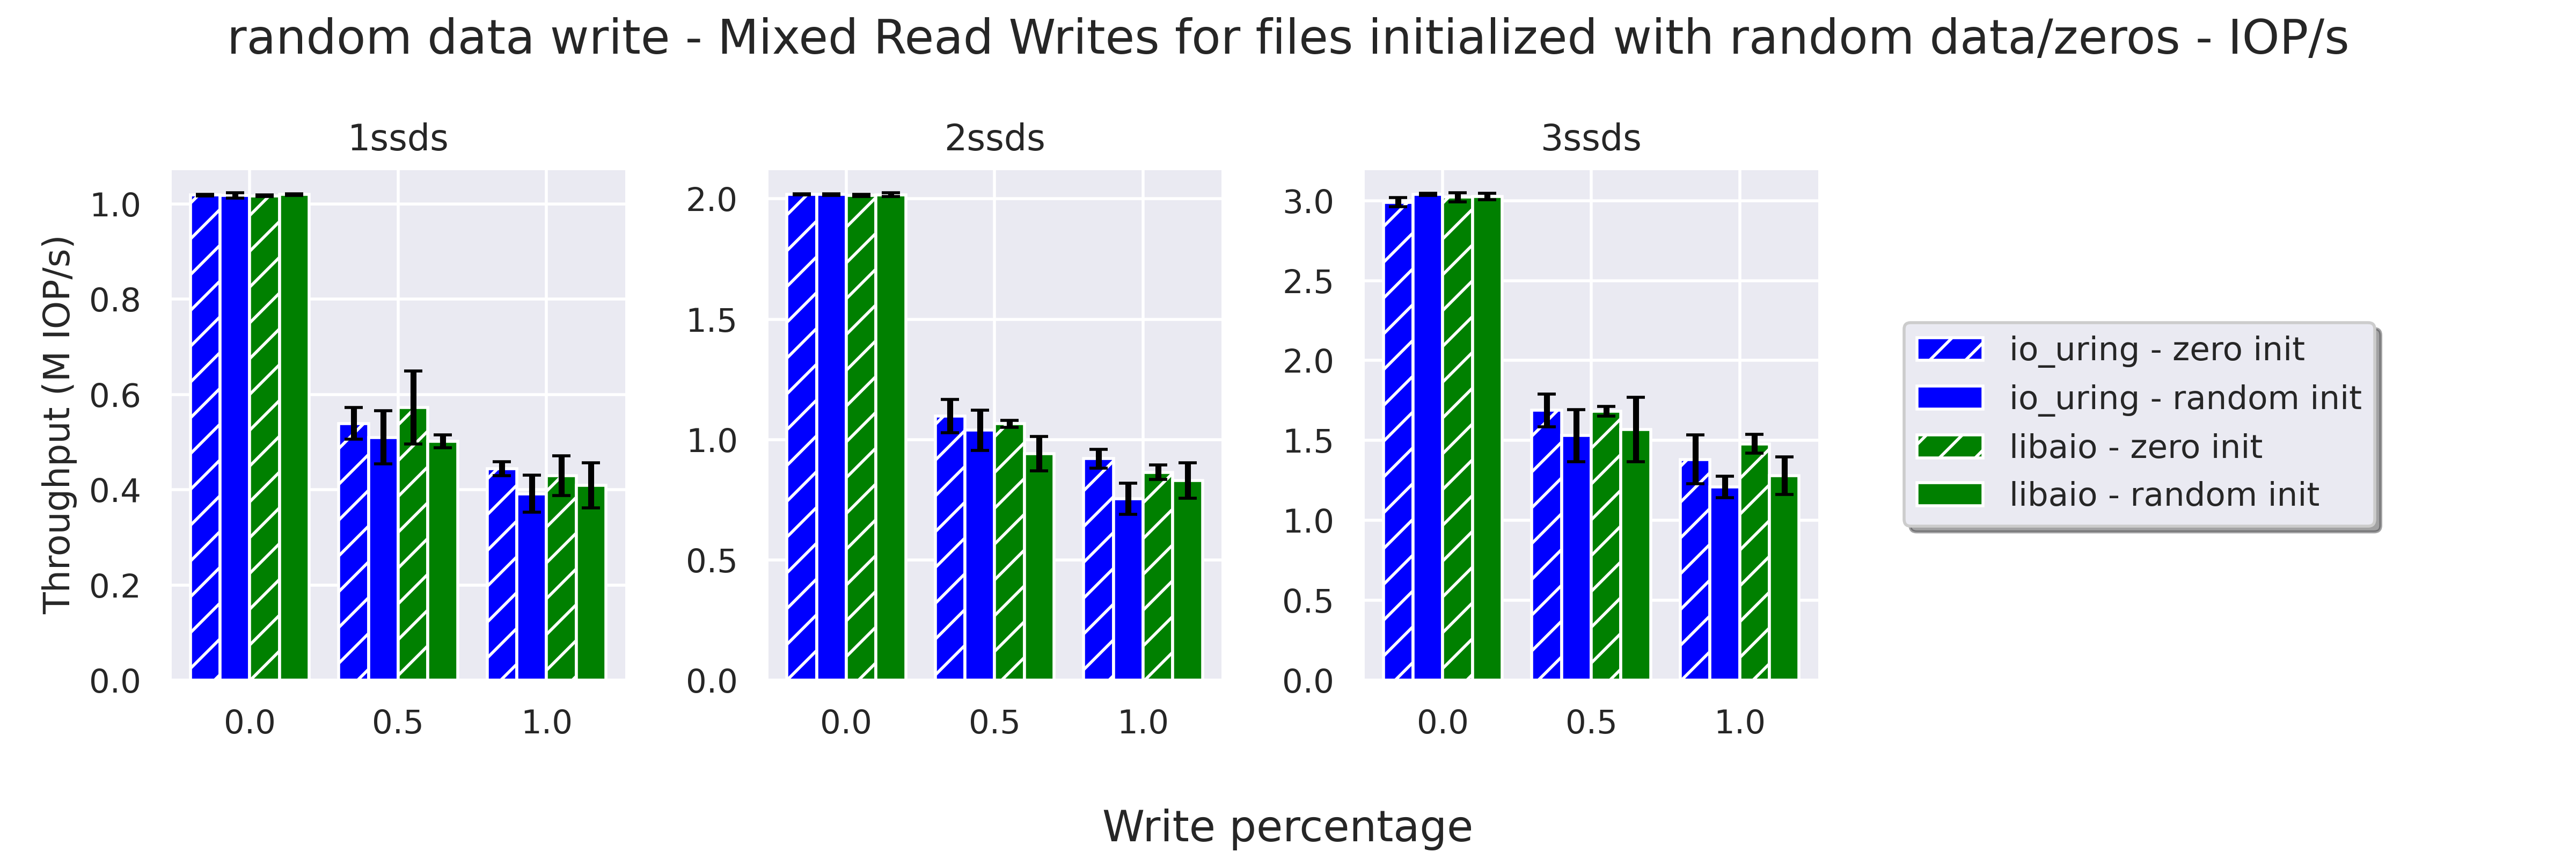 random data write - Mixed Read Writes for files initialized with random data/zeros - IOP/s
1ssds
2ssds
3ssds
Throughput (M IOP/s)
1.0
0.8
0.6
0.4
0.2
0.0
0.0 0.5 1.0
2.0
1.5
1.0
0.5
0.0
0.0 0.5 1.0
3.0
2.5
2.0
1.5
1.0
0.5
0.0
0.0 0.5 1.0
io_uring - zero init
io_uring - random init
libaio - zero init
libaio - random init
Write percentage